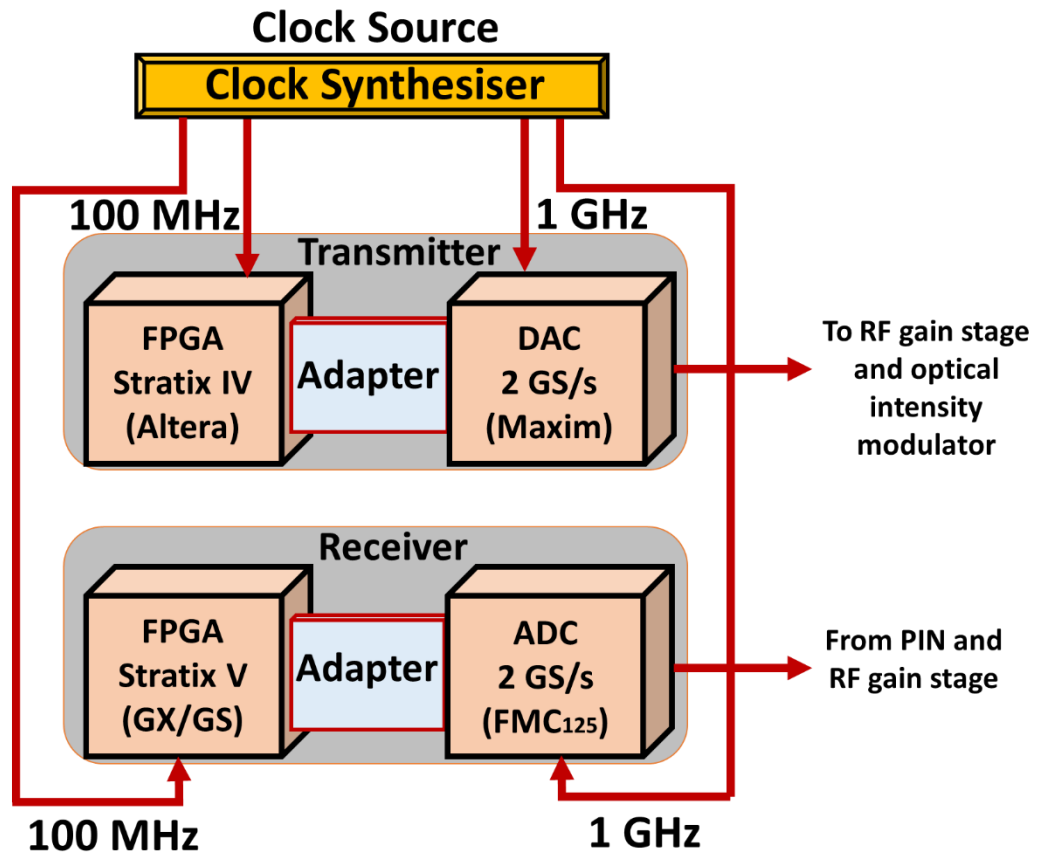 Clock Source
Clock Synthesiser
100 MHz
1 GHz
Transmitter
FPGA
Stratix IV
(Altera)
Adapter
DAC
2 GS/s
(Maxim)
To RF gain stage
and optical
intensity
modulator
Receiver
FPGA
Stratix V
(GX/GS)
Adapter
ADC
2 GS/s
(FMC₁₂₅)
From PIN and
RF gain stage
100 MHz
1 GHz